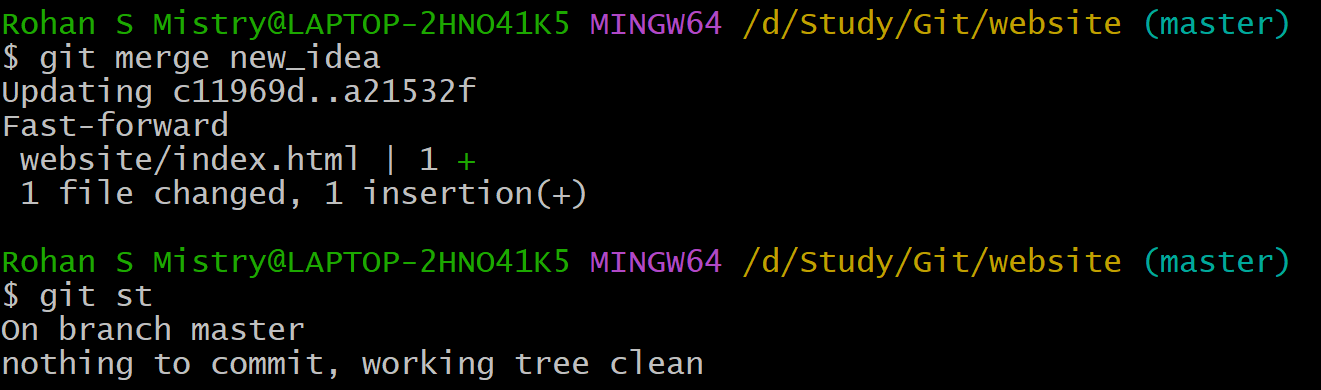 Rohan S Mistry@LAPTOP-2HNO41K5 MINGW64 /d/Study/Git/website (master)
$ git merge new_idea
Updating c11969d..a21532f
Fast-forward
 website/index.html | 1 +
 1 file changed, 1 insertion(+)

Rohan S Mistry@LAPTOP-2HNO41K5 MINGW64 /d/Study/Git/website (master)
$ git st
On branch master
nothing to commit, working tree clean